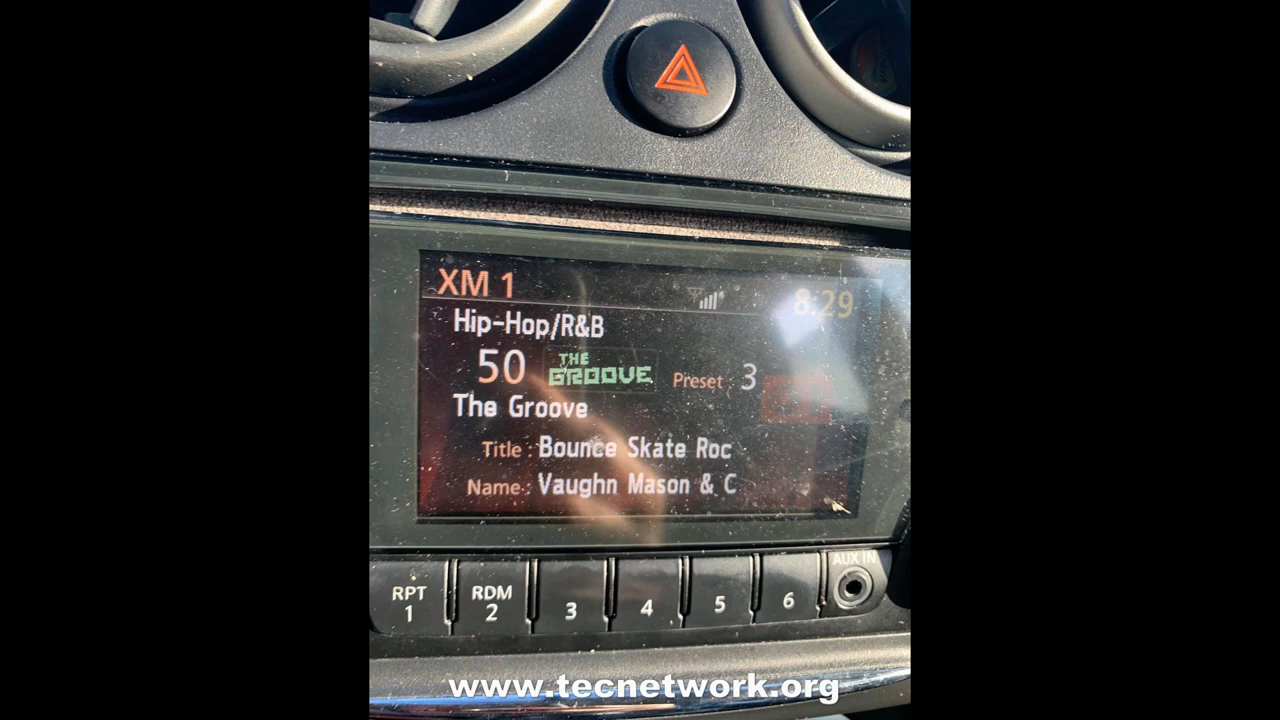 XM 1
8:29
Hip-Hop/R&B
50 THE GROOVE Preset : 3
The Groove
Title : Bounce Skate Roc
Name : Vaughn Mason & C
AUX IN
RPT RDM
1 2 3 4 5 6
www.tecnetwork.org